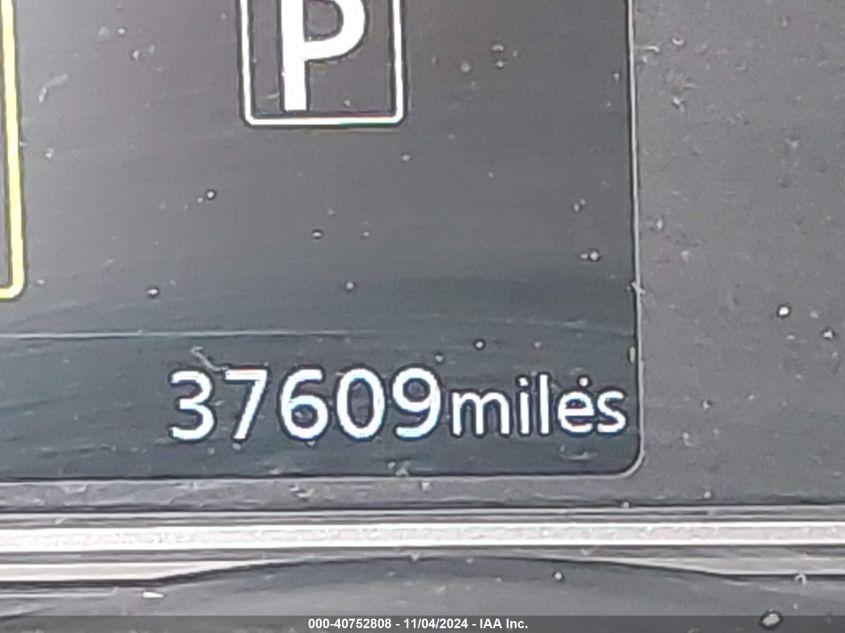 P
37609miles
000-40752808 - 11/04/2024 - IAA Inc.